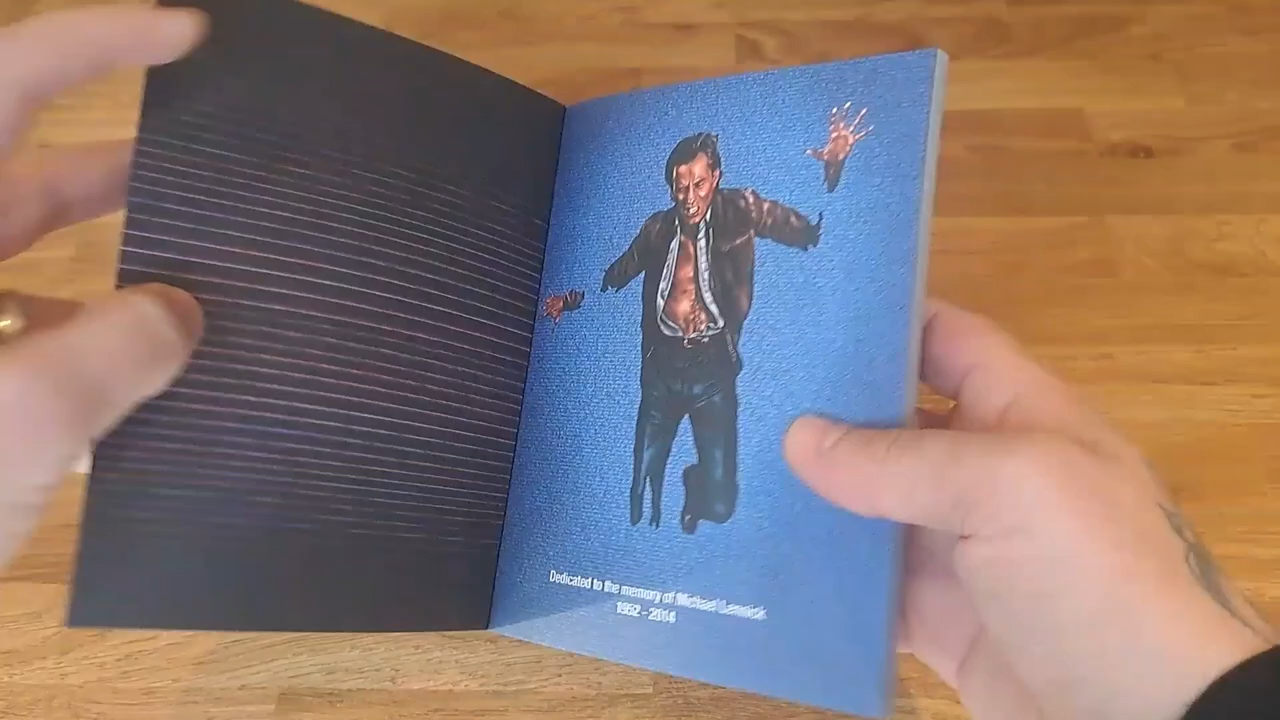 Dedicated to the memory of Michael Lennick
1952 - 2014